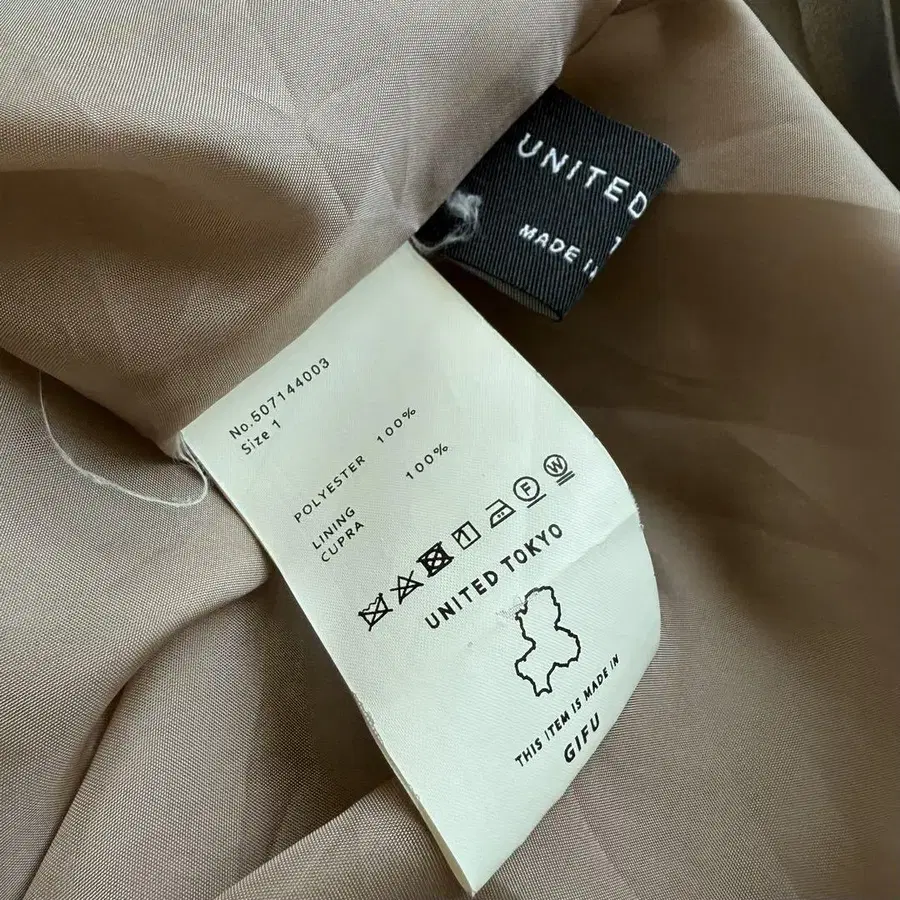 UNITED
MADE IN
No.507144003
Size 1
POLYESTER 100%
LINING
CUPRA 100%
F
W
UNITED TOKYO
THIS ITEM IS MADE IN
GIFU